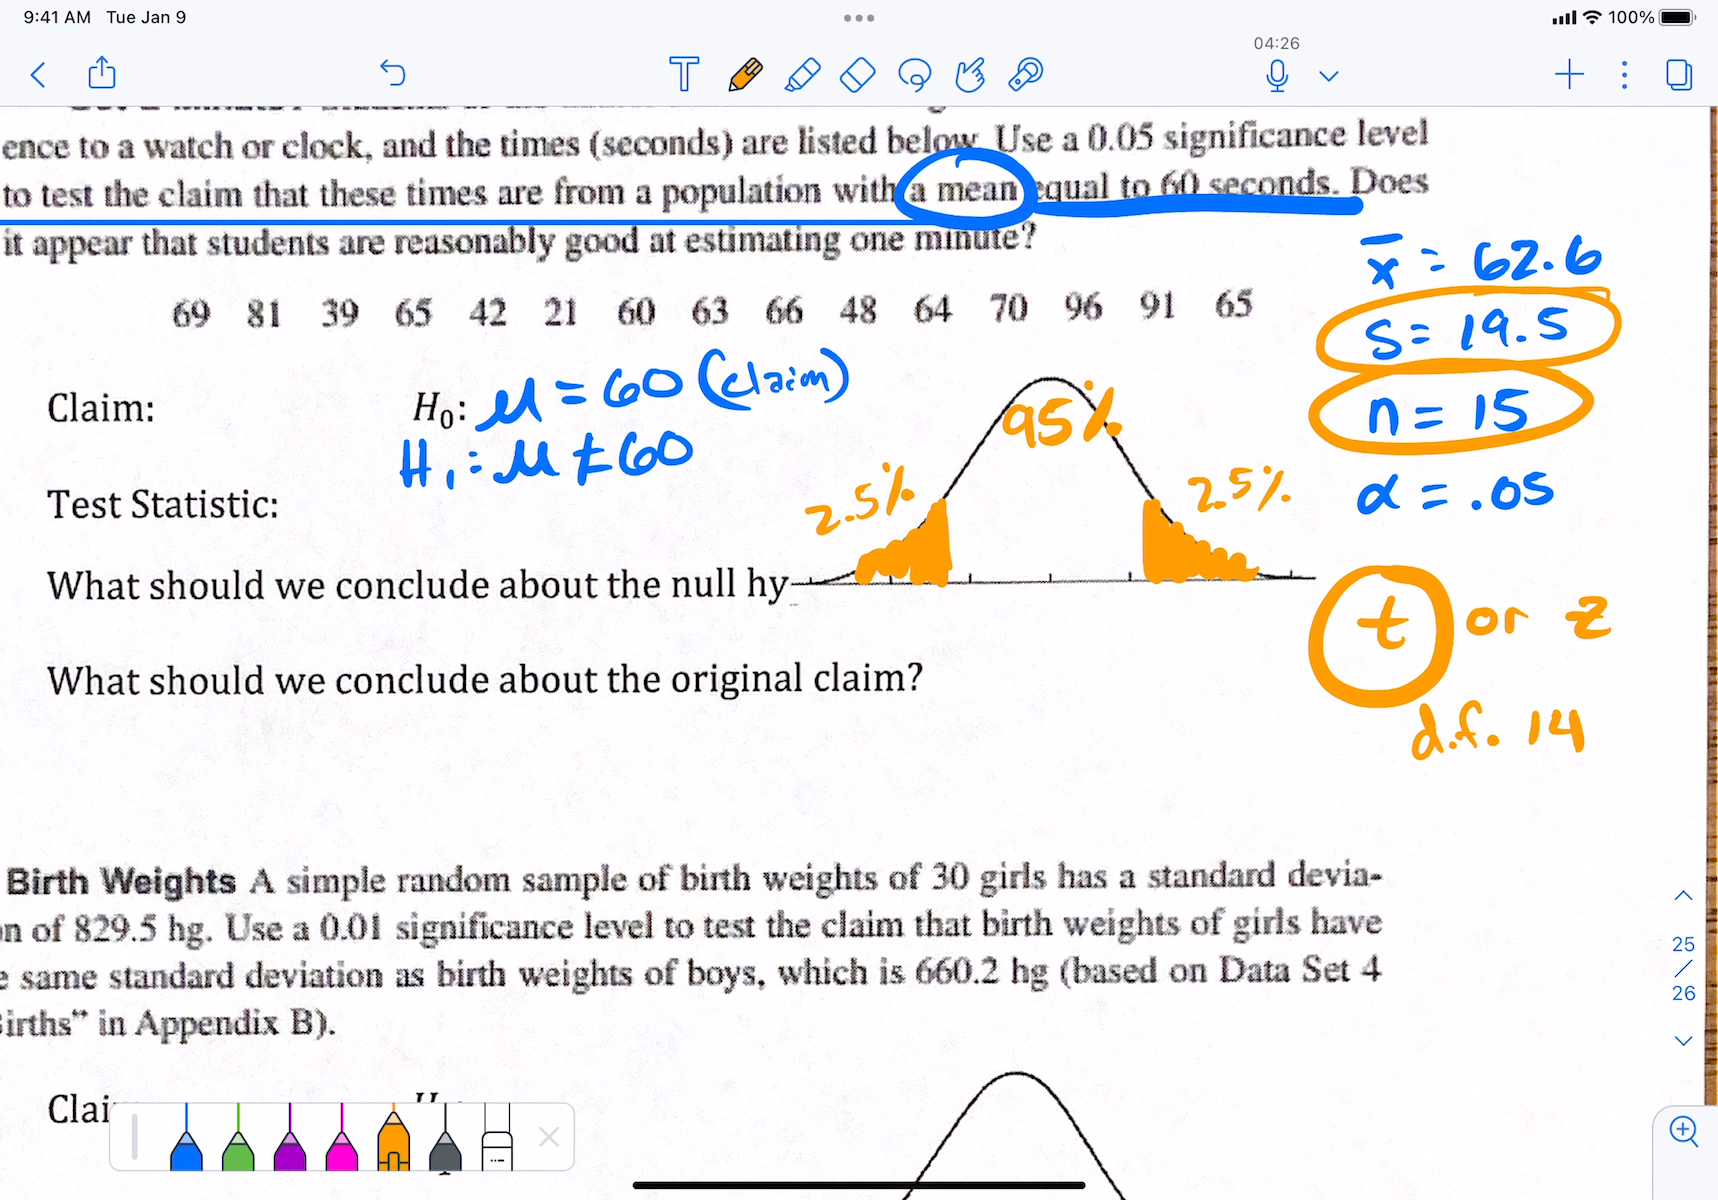 9:41 AM Tue Jan 9
100%
04:26
ence to a watch or clock, and the times (seconds) are listed below. Use a 0.05 significance level
to test the claim that these times are from a population with a mean equal to 60 seconds. Does
it appear that students are reasonably good at estimating one minute?
69 81 39 65 42 21 60 63 66 48 64 70 96 91 65
x̄ = 62.6
s = 19.5
n = 15
α = .05
Claim:
H₀: μ = 60 (claim)
H₁: μ ≠ 60
95%
2.5%
2.5%
Test Statistic:
What should we conclude about the null hy
t or z
d.f. 14
What should we conclude about the original claim?
Birth Weights A simple random sample of birth weights of 30 girls has a standard devia-
on of 829.5 hg. Use a 0.01 significance level to test the claim that birth weights of girls have
e same standard deviation as birth weights of boys, which is 660.2 hg (based on Data Set 4
Births" in Appendix B).
25
/
26
Clai